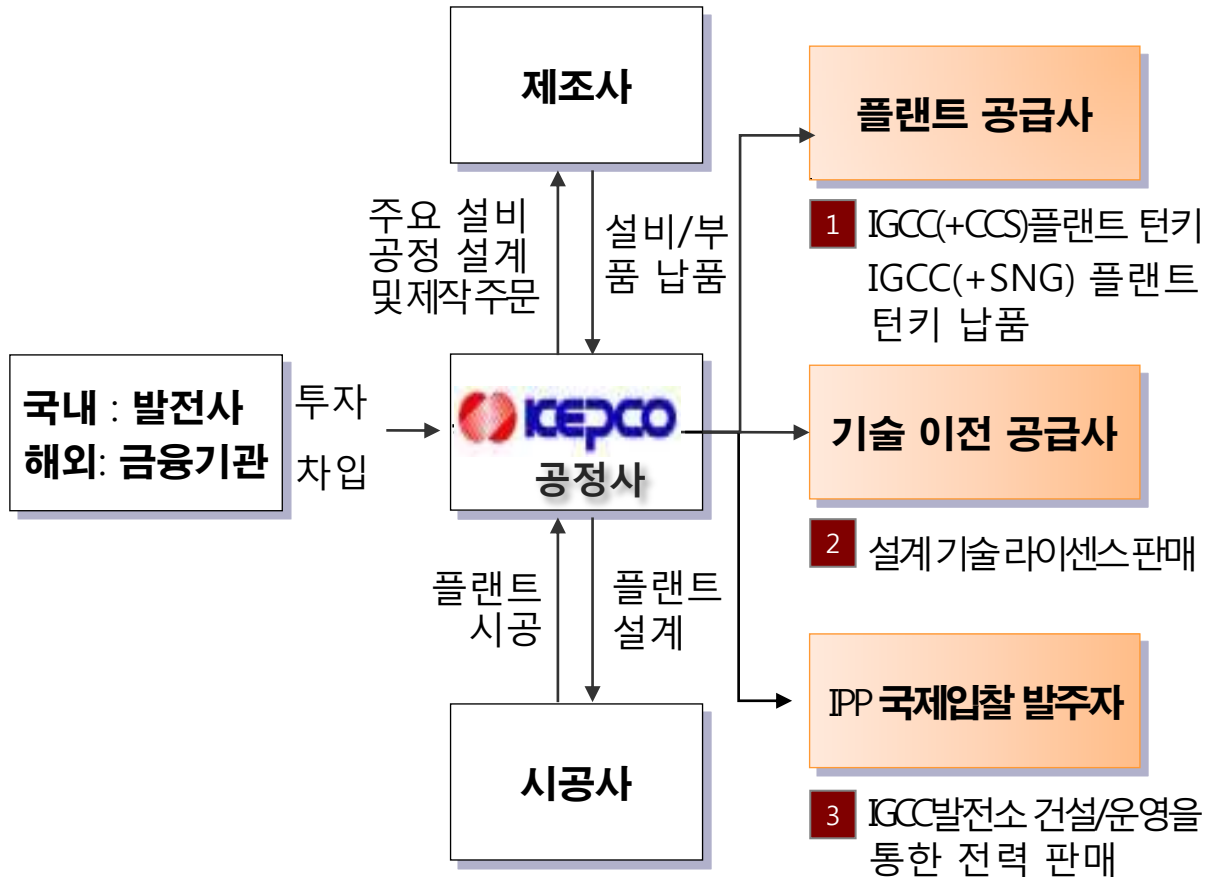 제조사
플랜트 공급사
주요 설비
공정 설계
및제작주문
설비/부
품 납품
1 IGCC(+CCS)플랜트 턴키
IGCC(+SNG) 플랜트
턴키 납품
국내 : 발전사
해외: 금융기관
투자
차입
KEPCO
공정사
기술 이전 공급사
2 설계 기술 라이센스 판매
플랜트
시공
플랜트
설계
IPP 국제입찰 발주자
시공사
3 IGCC발전소 건설/운영을
통한 전력 판매